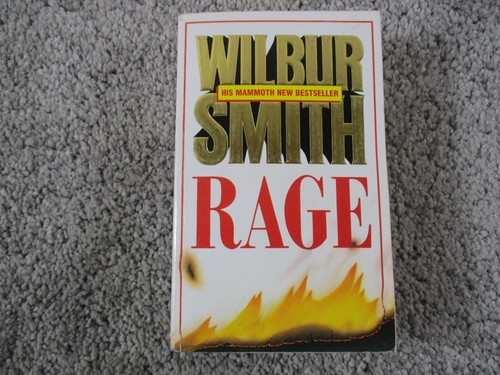 WILBUR
HIS MAMMOTH NEW BESTSELLER
SMITH
RAGE